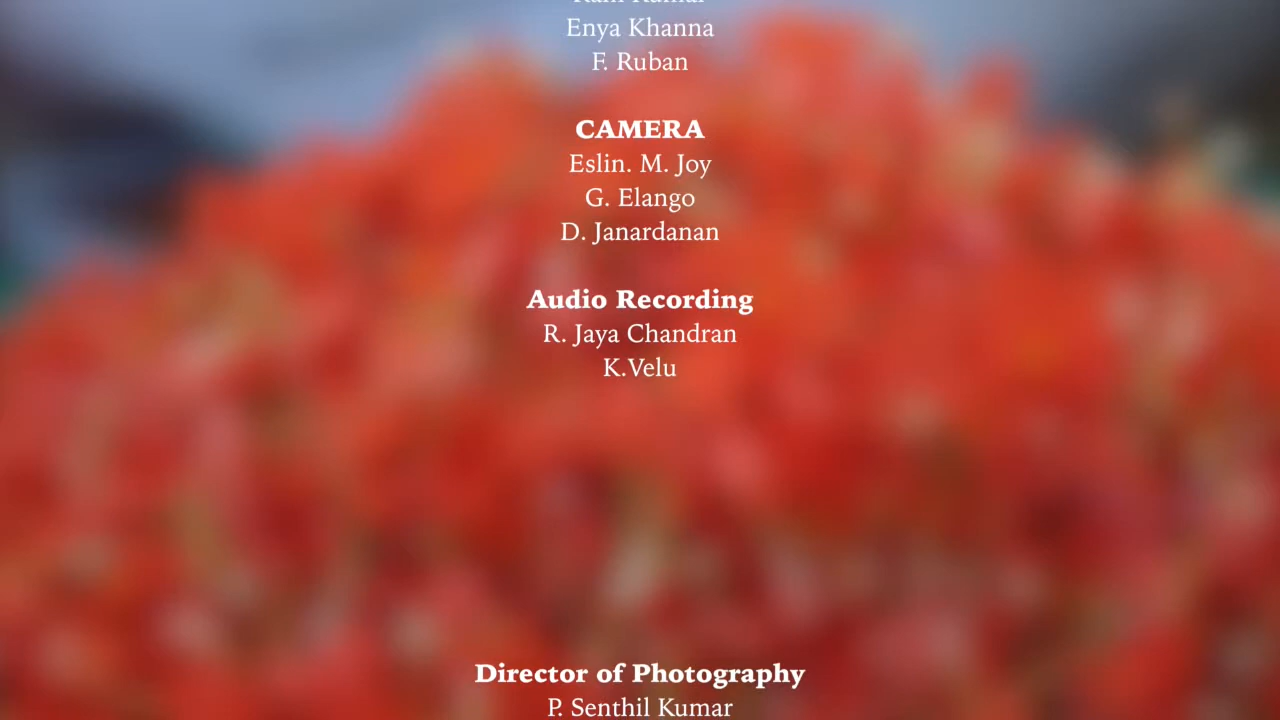 Enya Khanna
F. Ruban
CAMERA
Eslin. M. Joy
G. Elango
D. Janardanan
Audio Recording
R. Jaya Chandran
K.Velu
Director of Photography
P. Senthil Kumar